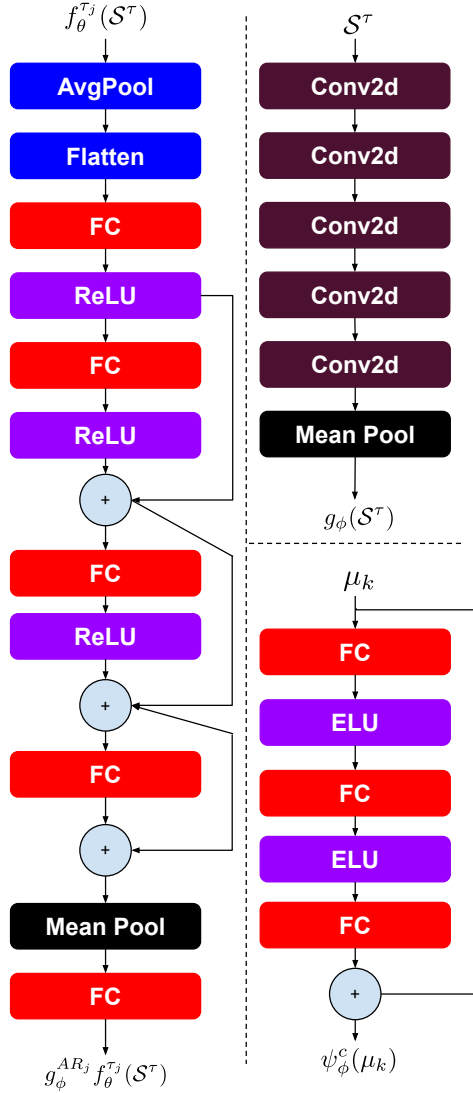 f_θ^{τ_j}(S^τ)
AvgPool
Flatten
FC
ReLU
FC
ReLU
+
FC
ReLU
+
FC
+
Mean Pool
FC
g_ϕ^{AR_j} f_θ^{τ_j}(S^τ)
S^τ
Conv2d
Conv2d
Conv2d
Conv2d
Conv2d
Mean Pool
g_ϕ(S^τ)
μ_k
FC
ELU
FC
ELU
FC
+
ψ_ϕ^c(μ_k)